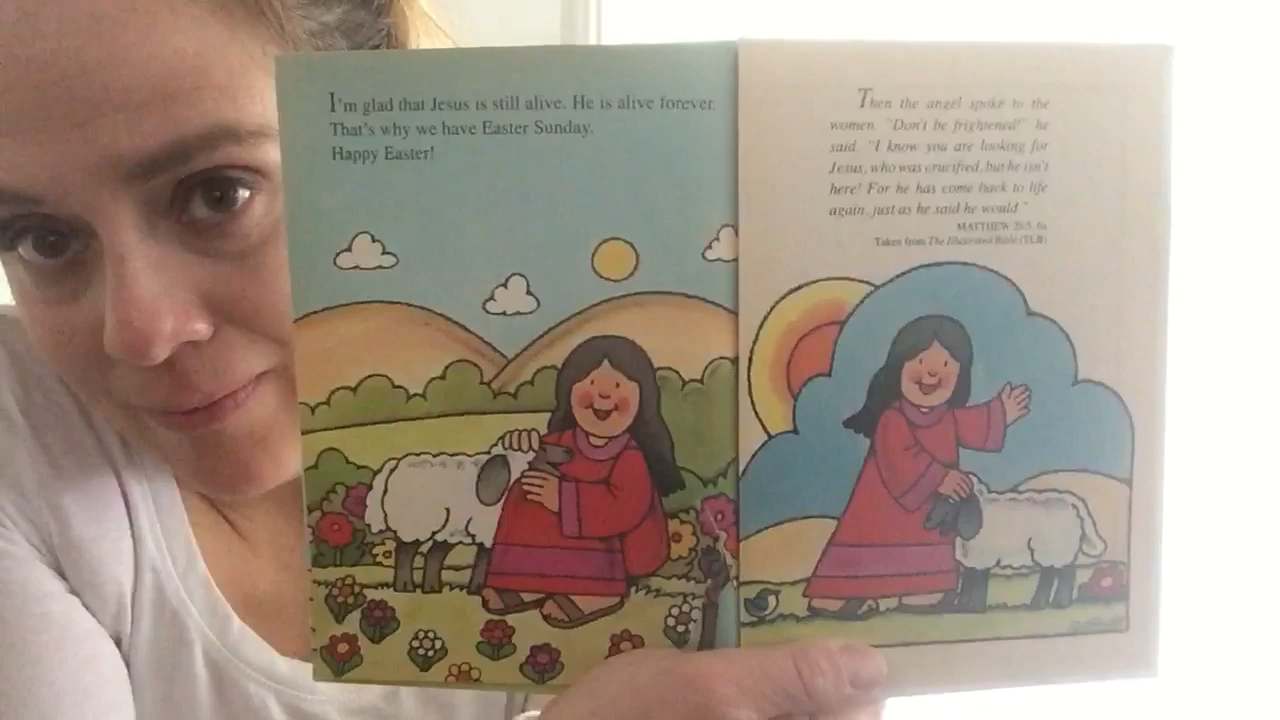 I'm glad that Jesus is still alive. He is alive forever.
That's why we have Easter Sunday.
Happy Easter!
Then the angel spoke to the
women. "Don't be frightened!" he
said. "I know you are looking for
Jesus, who was crucified, but he isn't
here! For he has come back to life
again, just as he said he would."
MATTHEW 28:5, 6a
Taken from The Illustrated Bible (TLB)